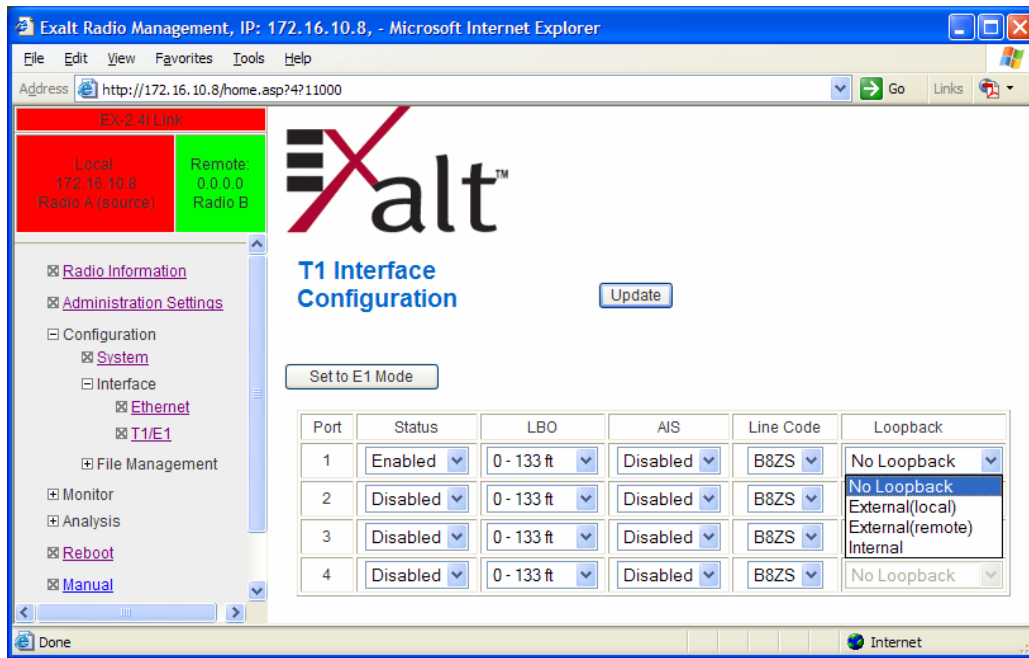 Exalt Radio Management, IP: 172.16.10.8, - Microsoft Internet Explorer
File Edit View Favorites Tools Help
Address http://172.16.10.8/home.asp?4?11000 Go Links
EX-2.4i Link
Local:
172.16.10.8
Radio A (source)
Remote:
0.0.0.0
Radio B
Exalt™
Radio Information
Administration Settings
Configuration
System
Interface
Ethernet
T1/E1
File Management
Monitor
Analysis
Reboot
Manual
T1 Interface
Configuration
Update
Set to E1 Mode
Port Status LBO AIS Line Code Loopback
1 Enabled 0 - 133 ft Disabled B8ZS No Loopback
No Loopback
External(local)
External(remote)
Internal
2 Disabled 0 - 133 ft Disabled B8ZS
3 Disabled 0 - 133 ft Disabled B8ZS
4 Disabled 0 - 133 ft Disabled B8ZS No Loopback
Done Internet